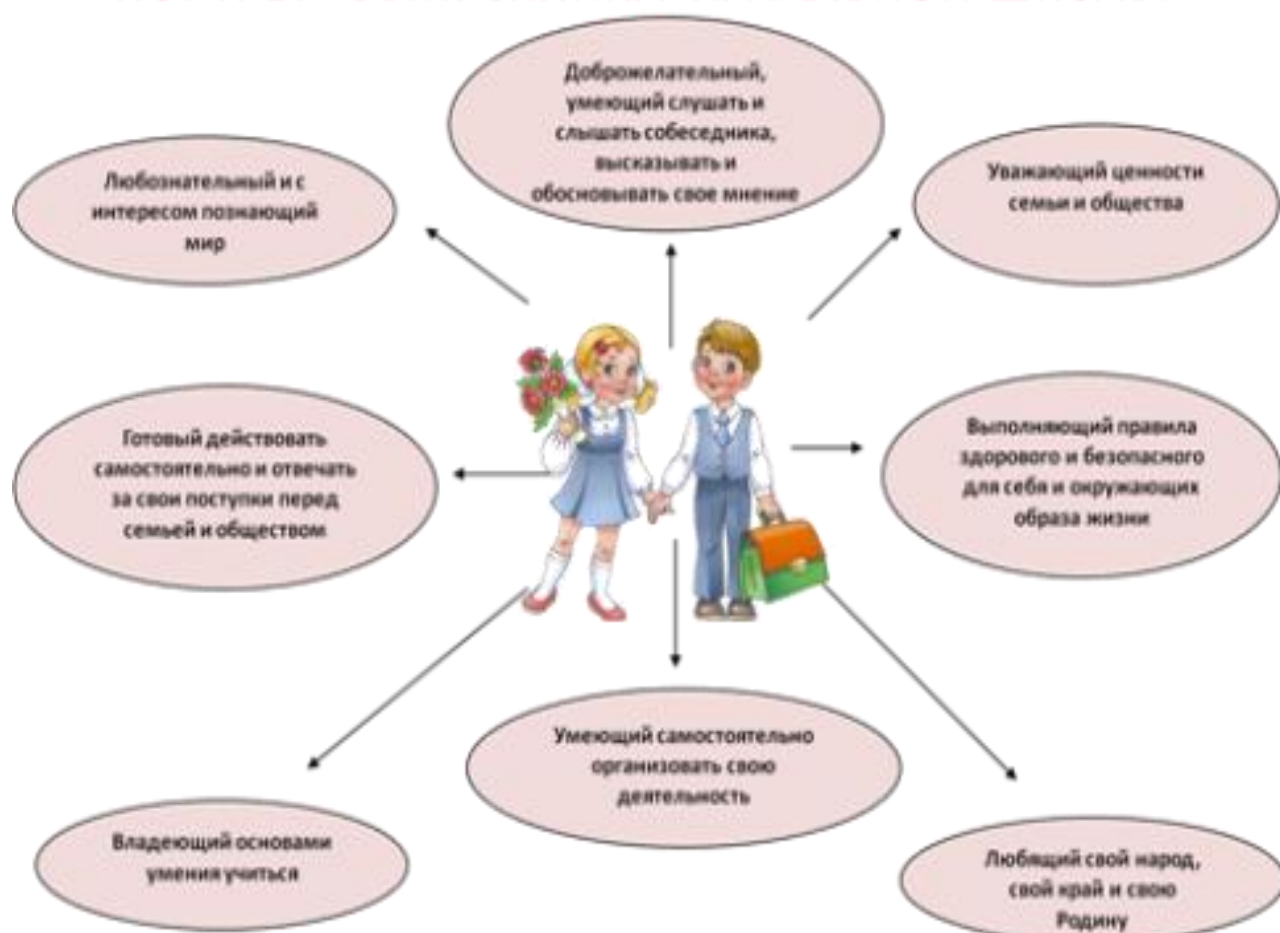 Доброжелательный,
умеющий слушать и
слышать собеседника,
высказывать и
обосновывать свое мнение
Любознательный и с
интересом познающий
мир
Уважающий ценности
семьи и общества
Готовый действовать
самостоятельно и отвечать
за свои поступки перед
семьей и обществом
Выполняющий правила
здорового и безопасного
для себя и окружающих
образа жизни
Умеющий самостоятельно
организовать свою
деятельность
Владеющий основами
умения учиться
Любящий свой народ,
свой край и свою
Родину